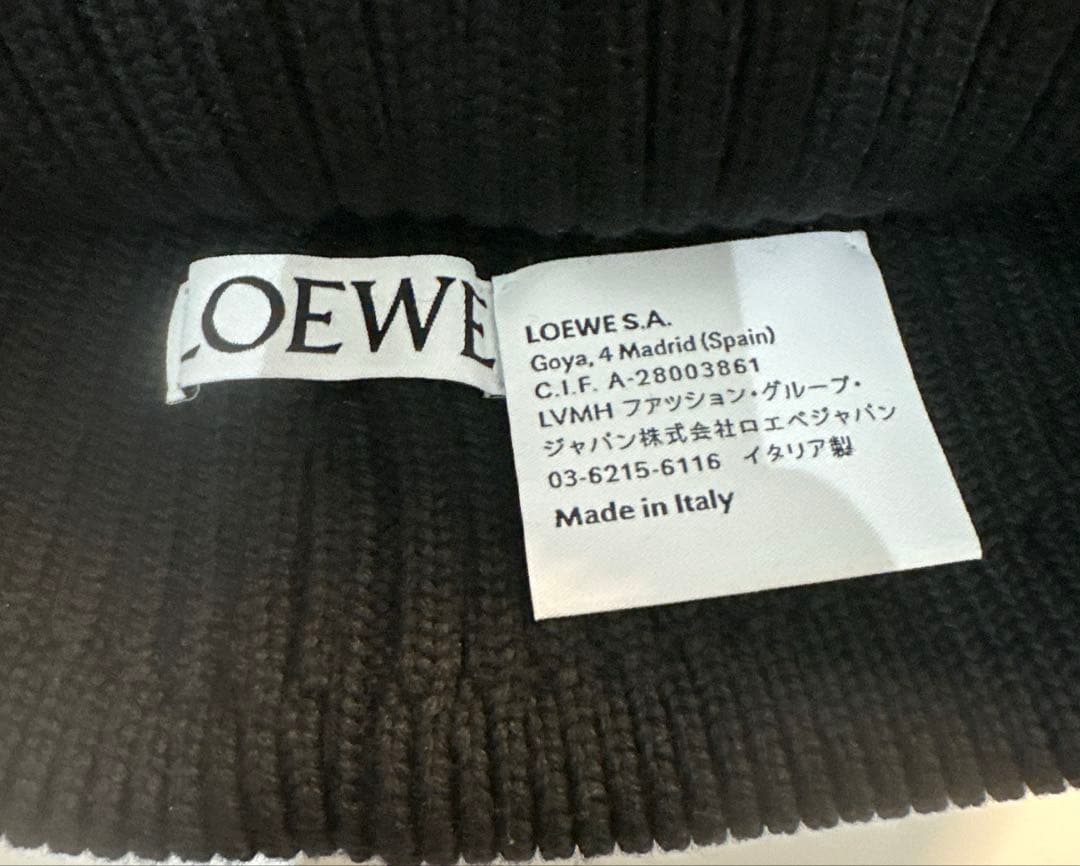 LOEWE
LOEWE S.A.
Goya, 4 Madrid (Spain)
C.I.F. A-28003861
LVMH ファッション・グループ・
ジャパン株式会社ロエベジャパン
03-6215-6116 イタリア製
Made in Italy